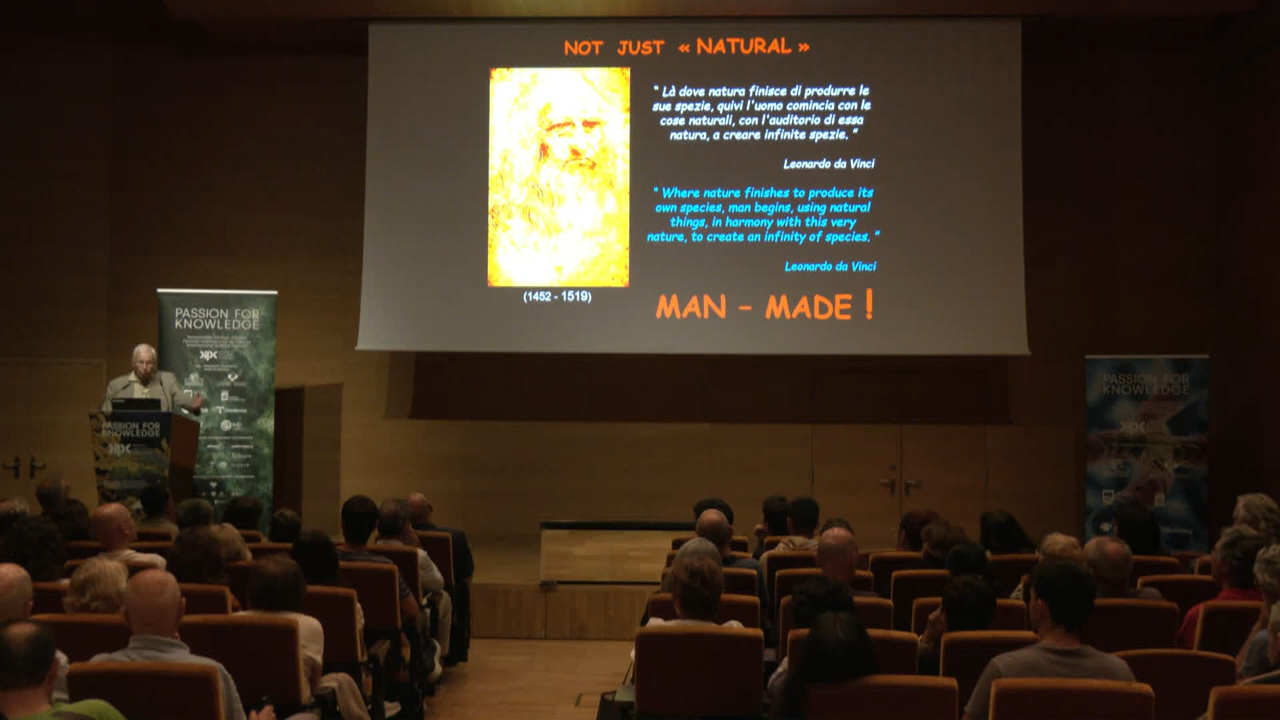 NOT JUST « NATURAL »
“ Là dove natura finisce di produrre le
sue spezie, quivi l'uomo comincia con le
cose naturali, con l'auditorio di essa
natura, a creare infinite spezie. ”
Leonardo da Vinci
“ Where nature finishes to produce its
own species, man begins, using natural
things, in harmony with this very
nature, to create an infinity of species. ”
Leonardo da Vinci
(1452 - 1519)
MAN – MADE !
PASSION FOR
KNOWLEDGE
PASSION FOR
KNOWLEDGE
PASSION FOR
KNOWLEDGE